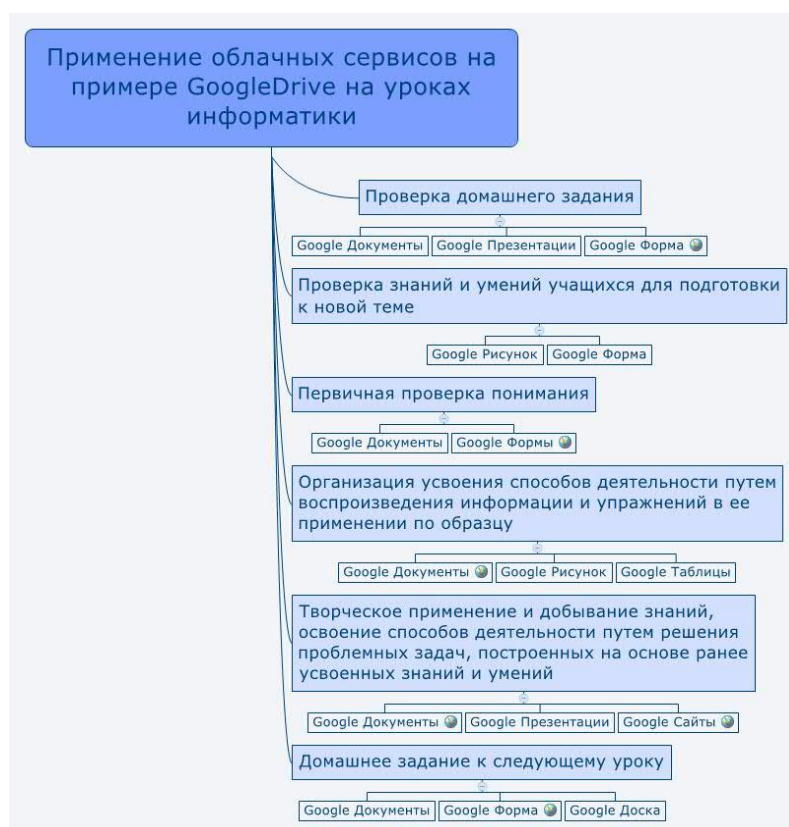 Применение облачных сервисов на
примере GoogleDrive на уроках
информатики
Проверка домашнего задания
Google Документы Google Презентации Google Форма
Проверка знаний и умений учащихся для подготовки
к новой теме
Google Рисунок Google Форма
Первичная проверка понимания
Google Документы Google Формы
Организация усвоения способов деятельности путем
воспроизведения информации и упражнений в ее
применении по образцу
Google Документы Google Рисунок Google Таблицы
Творческое применение и добывание знаний,
освоение способов деятельности путем решения
проблемных задач, построенных на основе ранее
усвоенных знаний и умений
Google Документы Google Презентации Google Сайты
Домашнее задание к следующему уроку
Google Документы Google Форма Google Доска